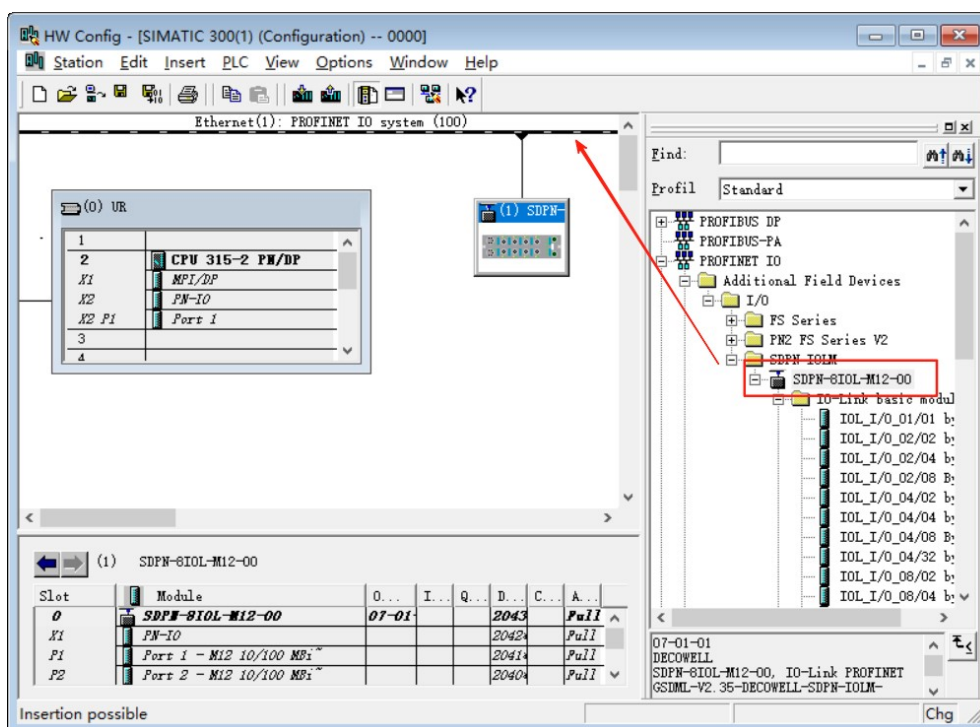 HW Config - [SIMATIC 300(1) (Configuration) -- 0000]
Station Edit Insert PLC View Options Window Help
Ethernet(1): PROFINET IO system (100)
(0) UR
1
2 CPU 315-2 PN/DP
X1 MPI/DP
X2 PN-IO
X2 P1 Port 1
3
4
(1) SDPN-
Find:
Profil Standard
PROFIBUS DP
PROFIBUS-PA
PROFINET IO
Additional Field Devices
I/O
FS Series
PN2 FS Series V2
SDPN IOLM
SDPN-8IOL-M12-00
IO-Link basic modul
IOL_I/O_01/01 by
IOL_I/O_02/02 by
IOL_I/O_02/04 by
IOL_I/O_02/08 By
IOL_I/O_04/02 by
IOL_I/O_04/04 by
IOL_I/O_04/08 By
IOL_I/O_04/32 by
IOL_I/O_08/02 by
IOL_I/O_08/04 by
(1) SDPN-8IOL-M12-00
Slot Module O... I... Q... D... C... A...
0 SDPN-8IOL-M12-00 07-01- 2043 Full
X1 PN-IO 2042* Full
P1 Port 1 - M12 10/100 MBi~ 2041* Full
P2 Port 2 - M12 10/100 MBi~ 2040* Full
07-01-01
DECOWELL
SDPN-8IOL-M12-00, IO-Link PROFINET
GSDML-V2.35-DECOWELL-SDPN-IOLM-
Insertion possible
Chg